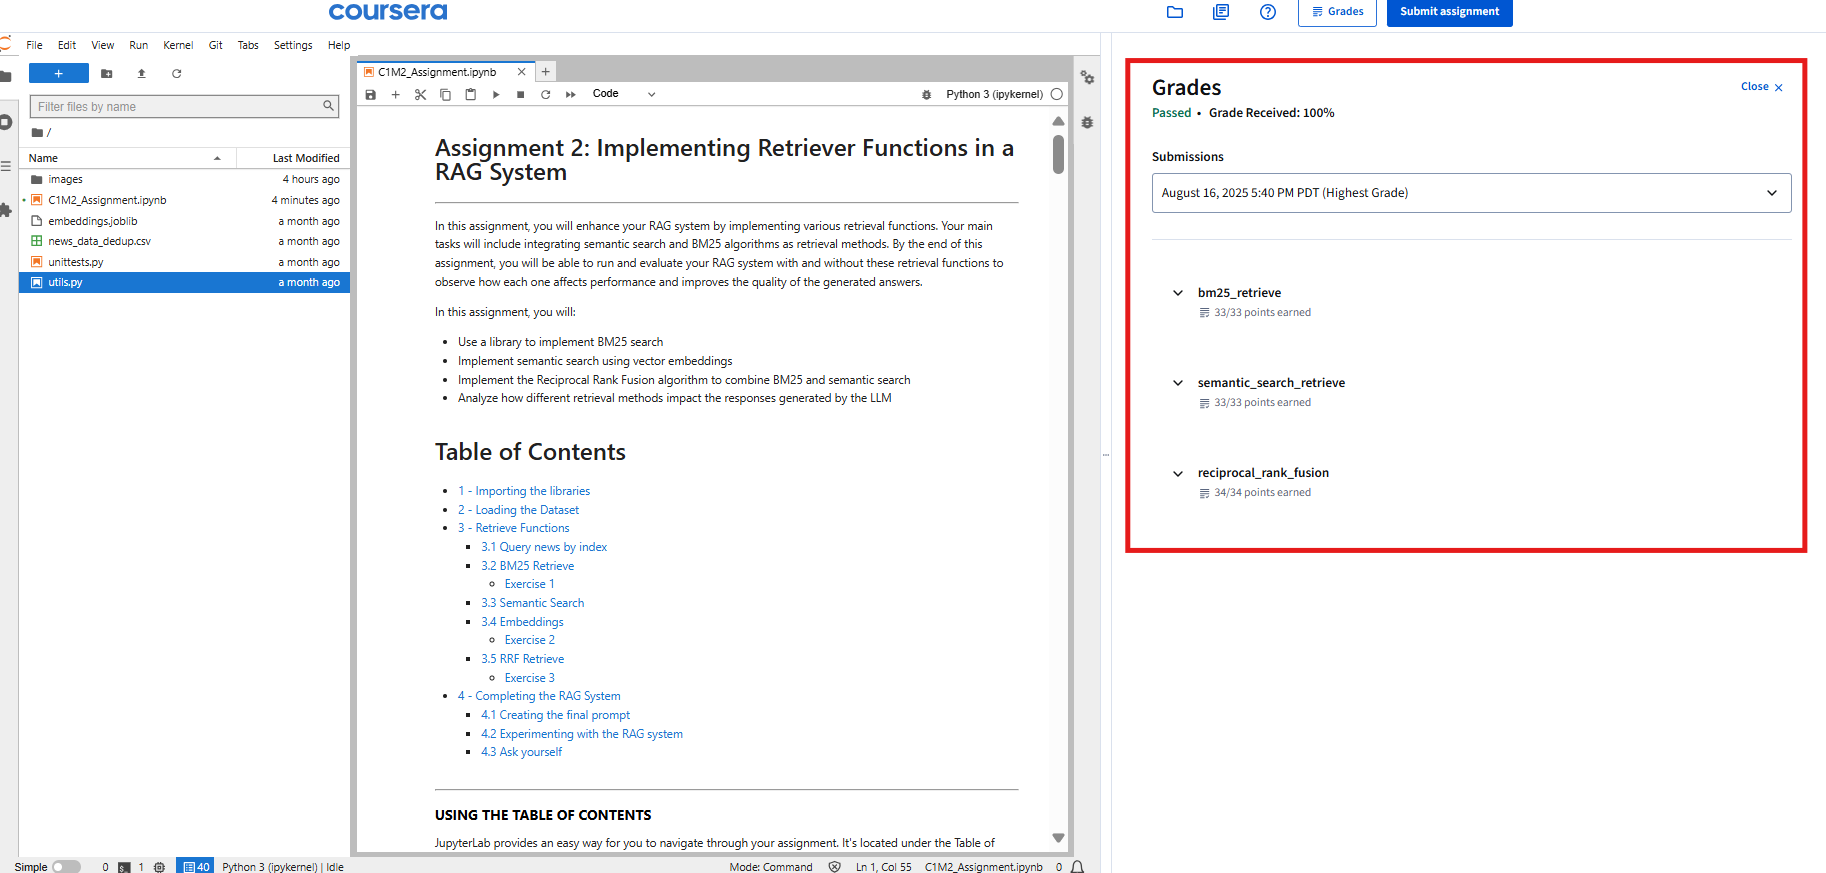 coursera
Grades
Submit assignment
File Edit View Run Kernel Git Tabs Settings Help
+
Filter files by name
/
Name Last Modified
images 4 hours ago
C1M2_Assignment.ipynb 4 minutes ago
embeddings.joblib a month ago
news_data_dedup.csv a month ago
unittests.py a month ago
utils.py a month ago
C1M2_Assignment.ipynb
Code
Python 3 (ipykernel)
Assignment 2: Implementing Retriever Functions in a
RAG System
In this assignment, you will enhance your RAG system by implementing various retrieval functions. Your main
tasks will include integrating semantic search and BM25 algorithms as retrieval methods. By the end of this
assignment, you will be able to run and evaluate your RAG system with and without these retrieval functions to
observe how each one affects performance and improves the quality of the generated answers.
In this assignment, you will:
• Use a library to implement BM25 search
• Implement semantic search using vector embeddings
• Implement the Reciprocal Rank Fusion algorithm to combine BM25 and semantic search
• Analyze how different retrieval methods impact the responses generated by the LLM
Table of Contents
• 1 - Importing the libraries
• 2 - Loading the Dataset
• 3 - Retrieve Functions
▪ 3.1 Query news by index
▪ 3.2 BM25 Retrieve
◦ Exercise 1
▪ 3.3 Semantic Search
▪ 3.4 Embeddings
◦ Exercise 2
▪ 3.5 RRF Retrieve
◦ Exercise 3
• 4 - Completing the RAG System
▪ 4.1 Creating the final prompt
▪ 4.2 Experimenting with the RAG system
▪ 4.3 Ask yourself
USING THE TABLE OF CONTENTS
JupyterLab provides an easy way for you to navigate through your assignment. It's located under the Table of
Simple 0 1 40 Python 3 (ipykernel) | Idle
Mode: Command Ln 1, Col 55 C1M2_Assignment.ipynb 0
Grades
Close ×
Passed • Grade Received: 100%
Submissions
August 16, 2025 5:40 PM PDT (Highest Grade)
bm25_retrieve
33/33 points earned
semantic_search_retrieve
33/33 points earned
reciprocal_rank_fusion
34/34 points earned